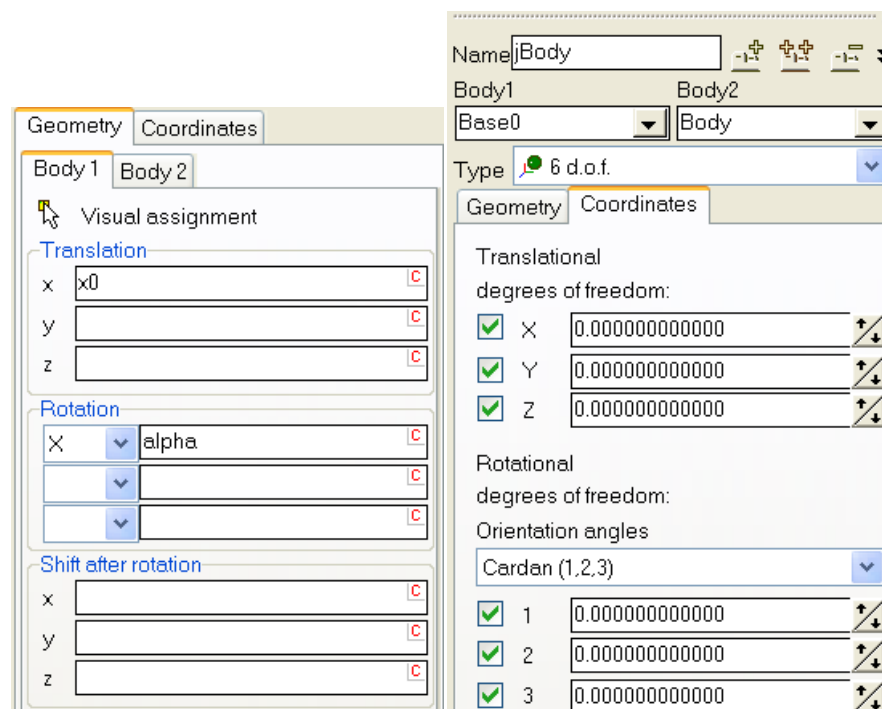 Geometry Coordinates
Body 1 Body 2
Visual assignment
Translation
x x0 C
y C
z C
Rotation
X alpha C
C
C
Shift after rotation
x C
y C
z C
Name jBody
Body1 Body2
Base0 Body
Type 6 d.o.f.
Geometry Coordinates
Translational
degrees of freedom:
X 0.000000000000
Y 0.000000000000
Z 0.000000000000
Rotational
degrees of freedom:
Orientation angles
Cardan (1,2,3)
1 0.000000000000
2 0.000000000000
3 0.000000000000